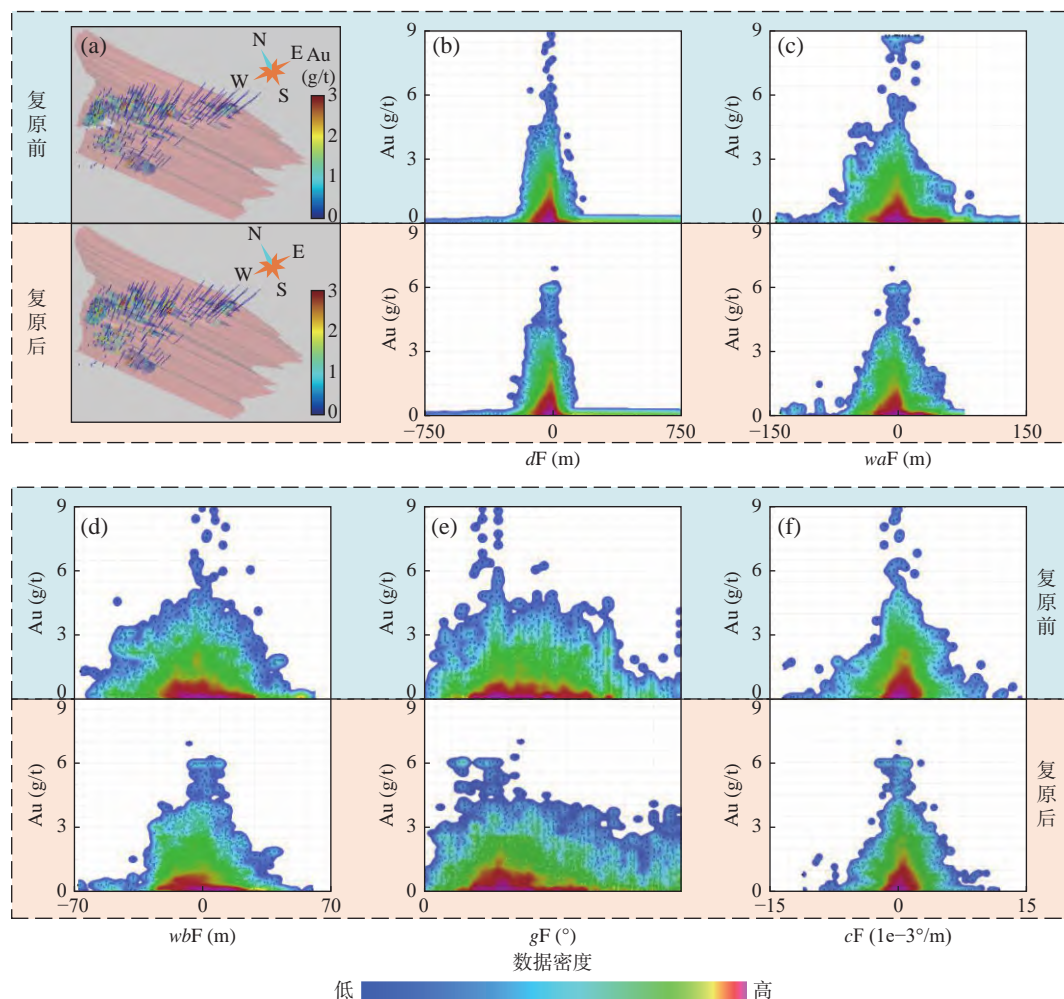 复原前
(a)
N
E
W
S
Au
(g/t)
3
2
1
0
(b)
Au (g/t)
9
6
3
0
(c)
Au (g/t)
9
6
3
0
复原后
N
E
W
S
3
2
1
0
Au (g/t)
9
6
3
0
−750
0
750
dF (m)
Au (g/t)
9
6
3
0
−150
0
150
waF (m)
(d)
Au (g/t)
9
6
3
0
(e)
Au (g/t)
9
6
3
0
(f)
Au (g/t)
9
6
3
0
复原前
Au (g/t)
9
6
3
0
−70
0
70
wbF (m)
Au (g/t)
9
6
3
0
0
gF (°)
Au (g/t)
9
6
3
0
−15
0
15
cF (1e−3°/m)
复原后
数据密度
低
高